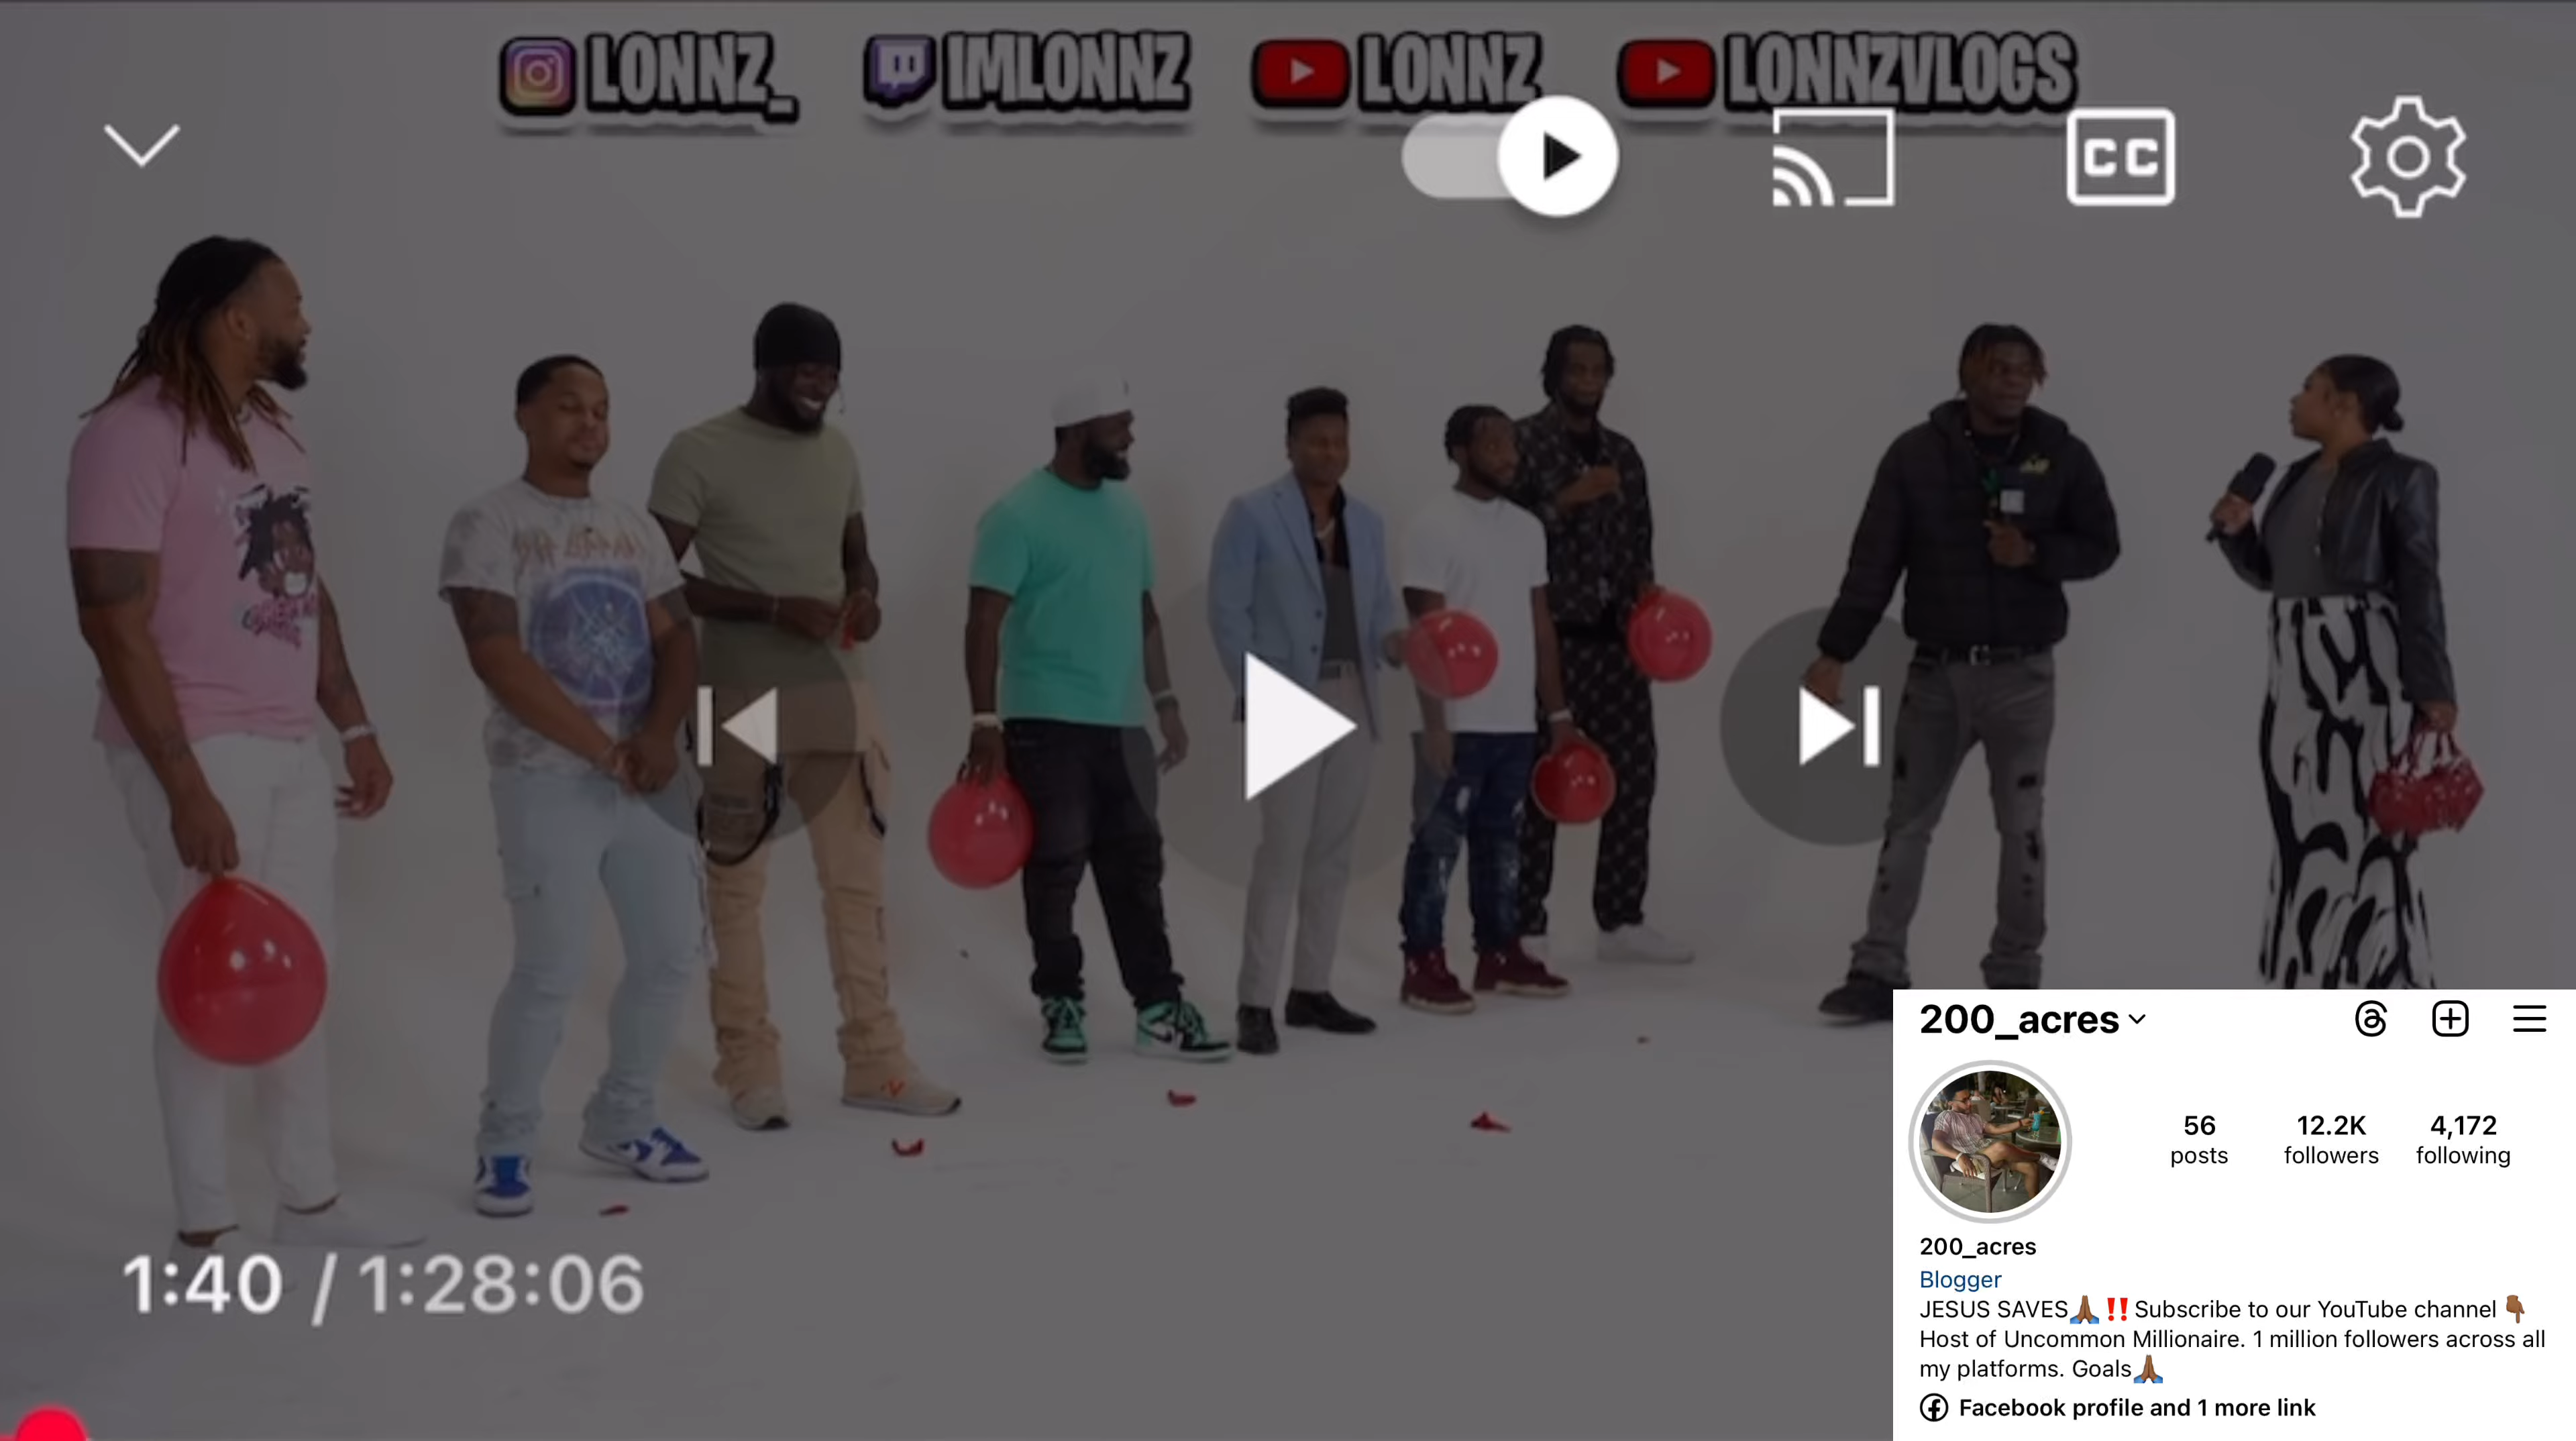 LONNZ_ IMLONNZ LONNZ LONNZVLOGS
CC
1:40 / 1:28:06
200_acres
56 12.2K 4,172
posts followers following
200_acres
Blogger
JESUS SAVES🙏🏾‼️Subscribe to our YouTube channel👇🏾
Host of Uncommon Millionaire. 1 million followers across all
my platforms. Goals🙏🏾
Facebook profile and 1 more link